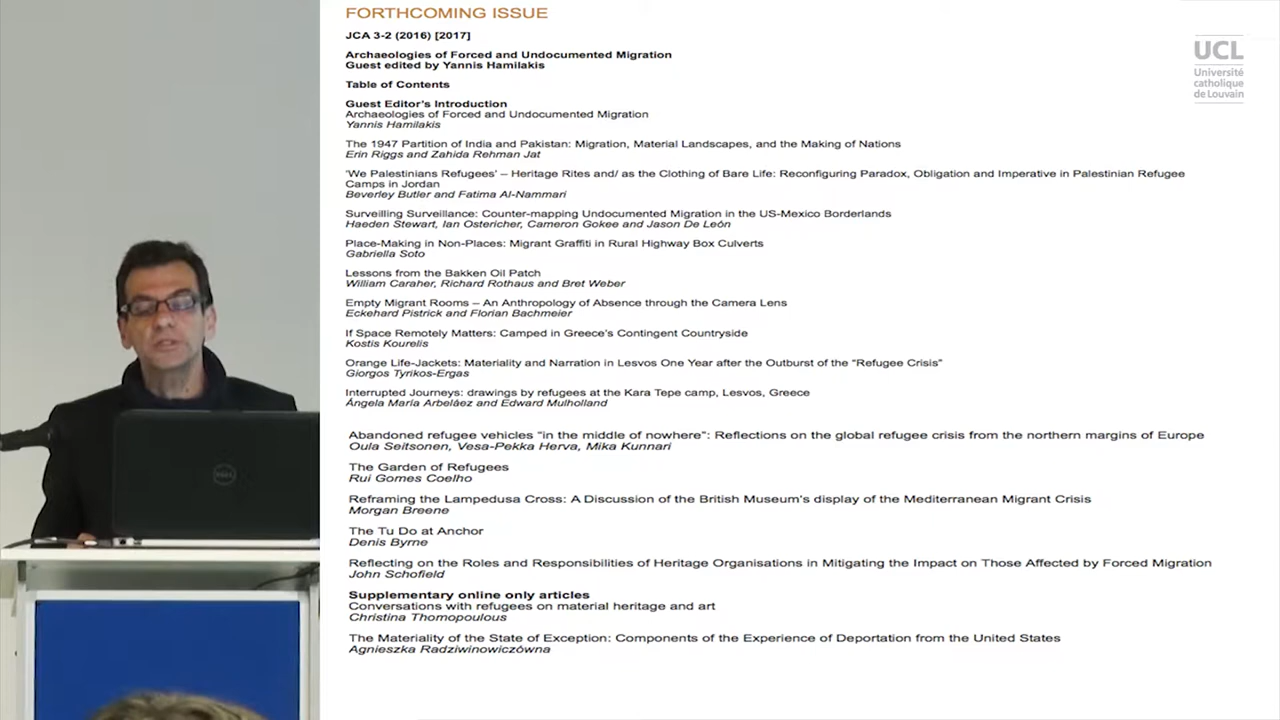 FORTHCOMING ISSUE
JCA 3-2 (2016) [2017]
Archaeologies of Forced and Undocumented Migration
Guest edited by Yannis Hamilakis
Table of Contents
Guest Editor's Introduction
Archaeologies of Forced and Undocumented Migration
Yannis Hamilakis
The 1947 Partition of India and Pakistan: Migration, Material Landscapes, and the Making of Nations
Erin Riggs and Zahida Rehman Jat
'We Palestinians Refugees' – Heritage Rites and/ as the Clothing of Bare Life: Reconfiguring Paradox, Obligation and Imperative in Palestinian Refugee
Camps in Jordan
Beverley Butler and Fatima Al-Nammari
Surveilling Surveillance: Counter-mapping Undocumented Migration in the US-Mexico Borderlands
Haeden Stewart, Ian Ostericher, Cameron Gokee and Jason De León
Place-Making in Non-Places: Migrant Graffiti in Rural Highway Box Culverts
Gabriella Soto
Lessons from the Bakken Oil Patch
William Caraher, Richard Rothaus and Bret Weber
Empty Migrant Rooms – An Anthropology of Absence through the Camera Lens
Eckehard Pistrick and Florian Bachmeier
If Space Remotely Matters: Camped in Greece's Contingent Countryside
Kostis Kourelis
Orange Life-Jackets: Materiality and Narration in Lesvos One Year after the Outburst of the "Refugee Crisis"
Giorgos Tyrikos-Ergas
Interrupted Journeys: drawings by refugees at the Kara Tepe camp, Lesvos, Greece
Ángela María Arbeláez and Edward Mulholland
Abandoned refugee vehicles "in the middle of nowhere": Reflections on the global refugee crisis from the northern margins of Europe
Oula Seitsonen, Vesa-Pekka Herva, Mika Kunnari
The Garden of Refugees
Rui Gomes Coelho
Reframing the Lampedusa Cross: A Discussion of the British Museum's display of the Mediterranean Migrant Crisis
Morgan Breene
The Tu Do at Anchor
Denis Byrne
Reflecting on the Roles and Responsibilities of Heritage Organisations in Mitigating the Impact on Those Affected by Forced Migration
John Schofield
Supplementary online only articles
Conversations with refugees on material heritage and art
Christina Thomopoulous
The Materiality of the State of Exception: Components of the Experience of Deportation from the United States
Agnieszka Radziwinowiczówna
UCL
Université
catholique
de Louvain
DELL